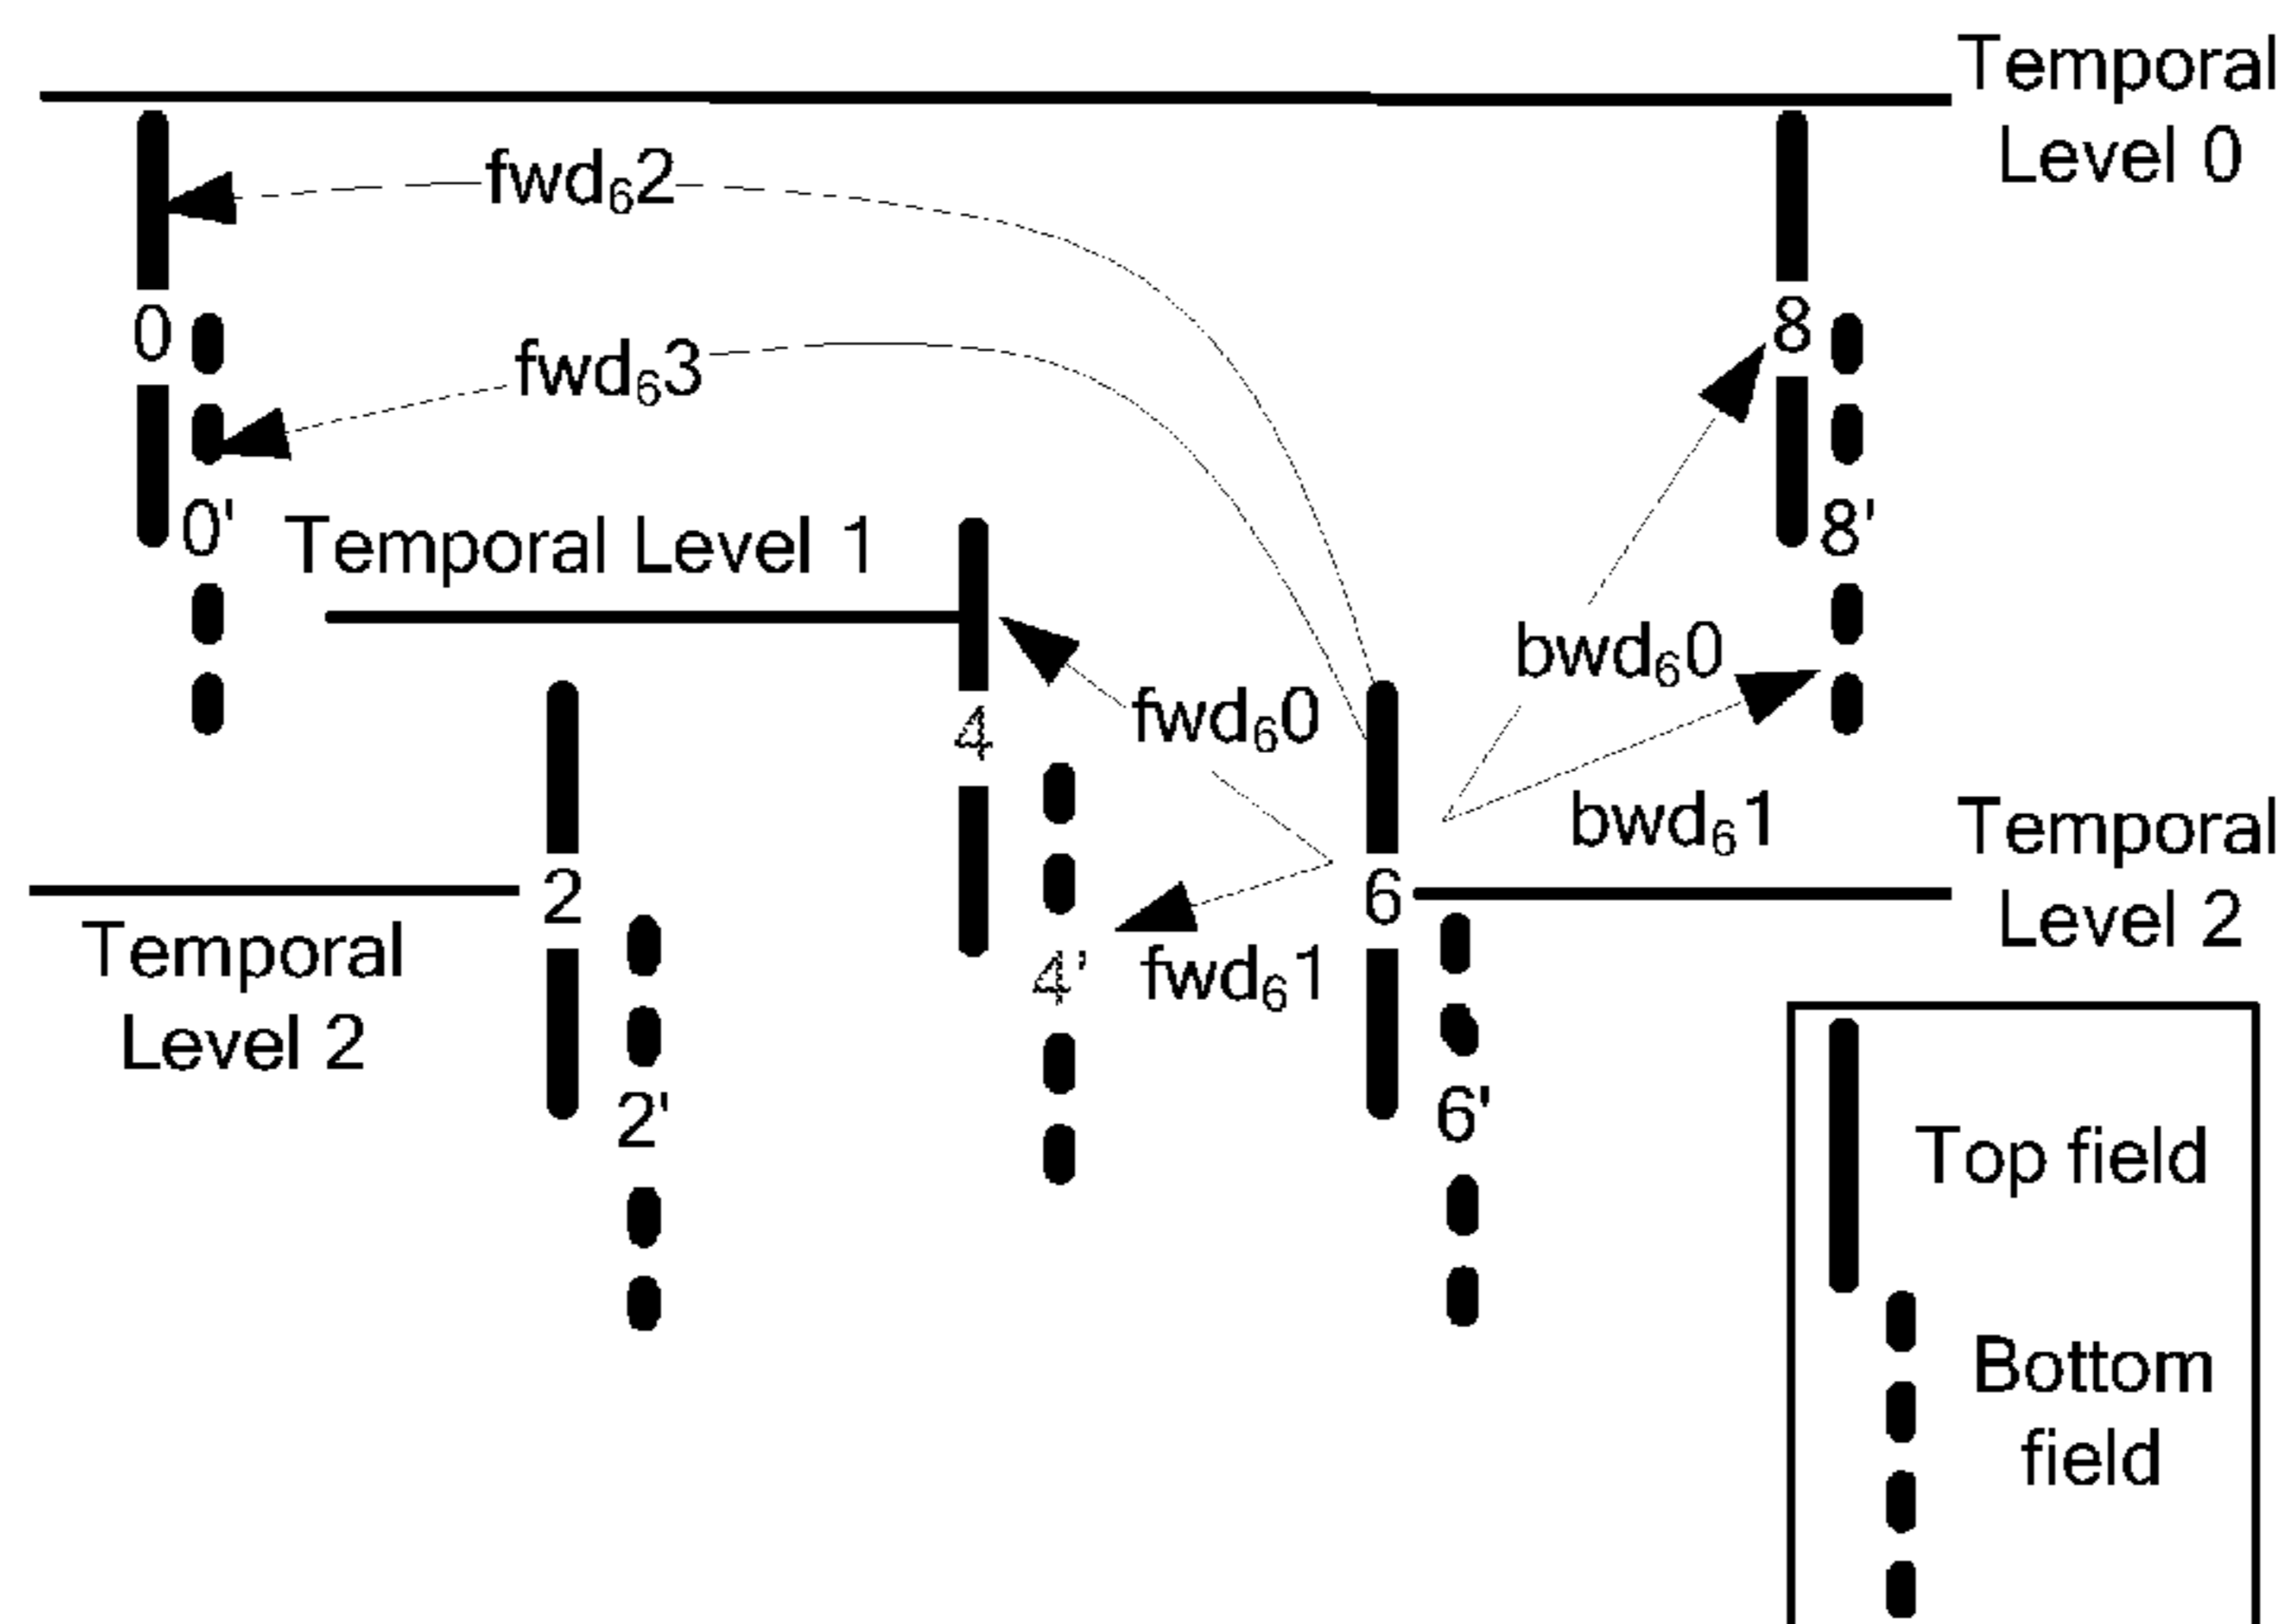 Temporal
Level 0
fwd₆2
fwd₆3
0
8
0'
8'
Temporal Level 1
bwd₆0
fwd₆0
4
bwd₆1
Temporal
Level 2
2
6
Temporal
Level 2
4'
fwd₆1
2'
6'
Top field
Bottom
field